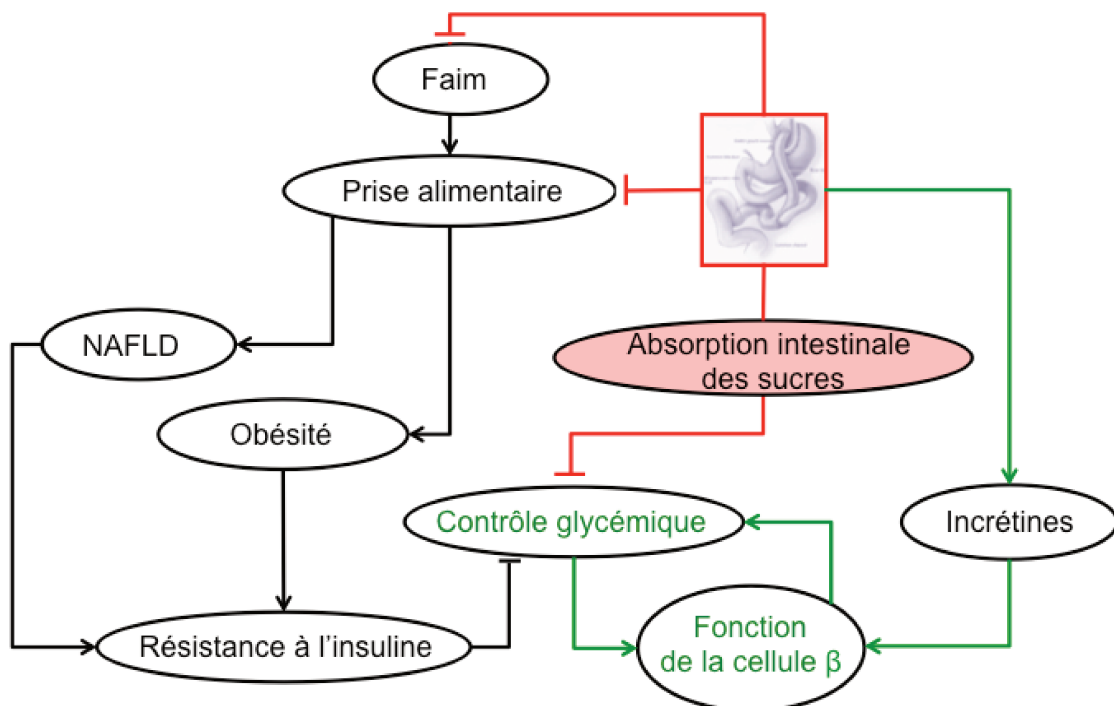 Faim
Prise alimentaire
Absorption intestinale
des sucres
NAFLD
Obésité
Contrôle glycémique
Incrétines
Fonction
de la cellule β
Résistance à l’insuline